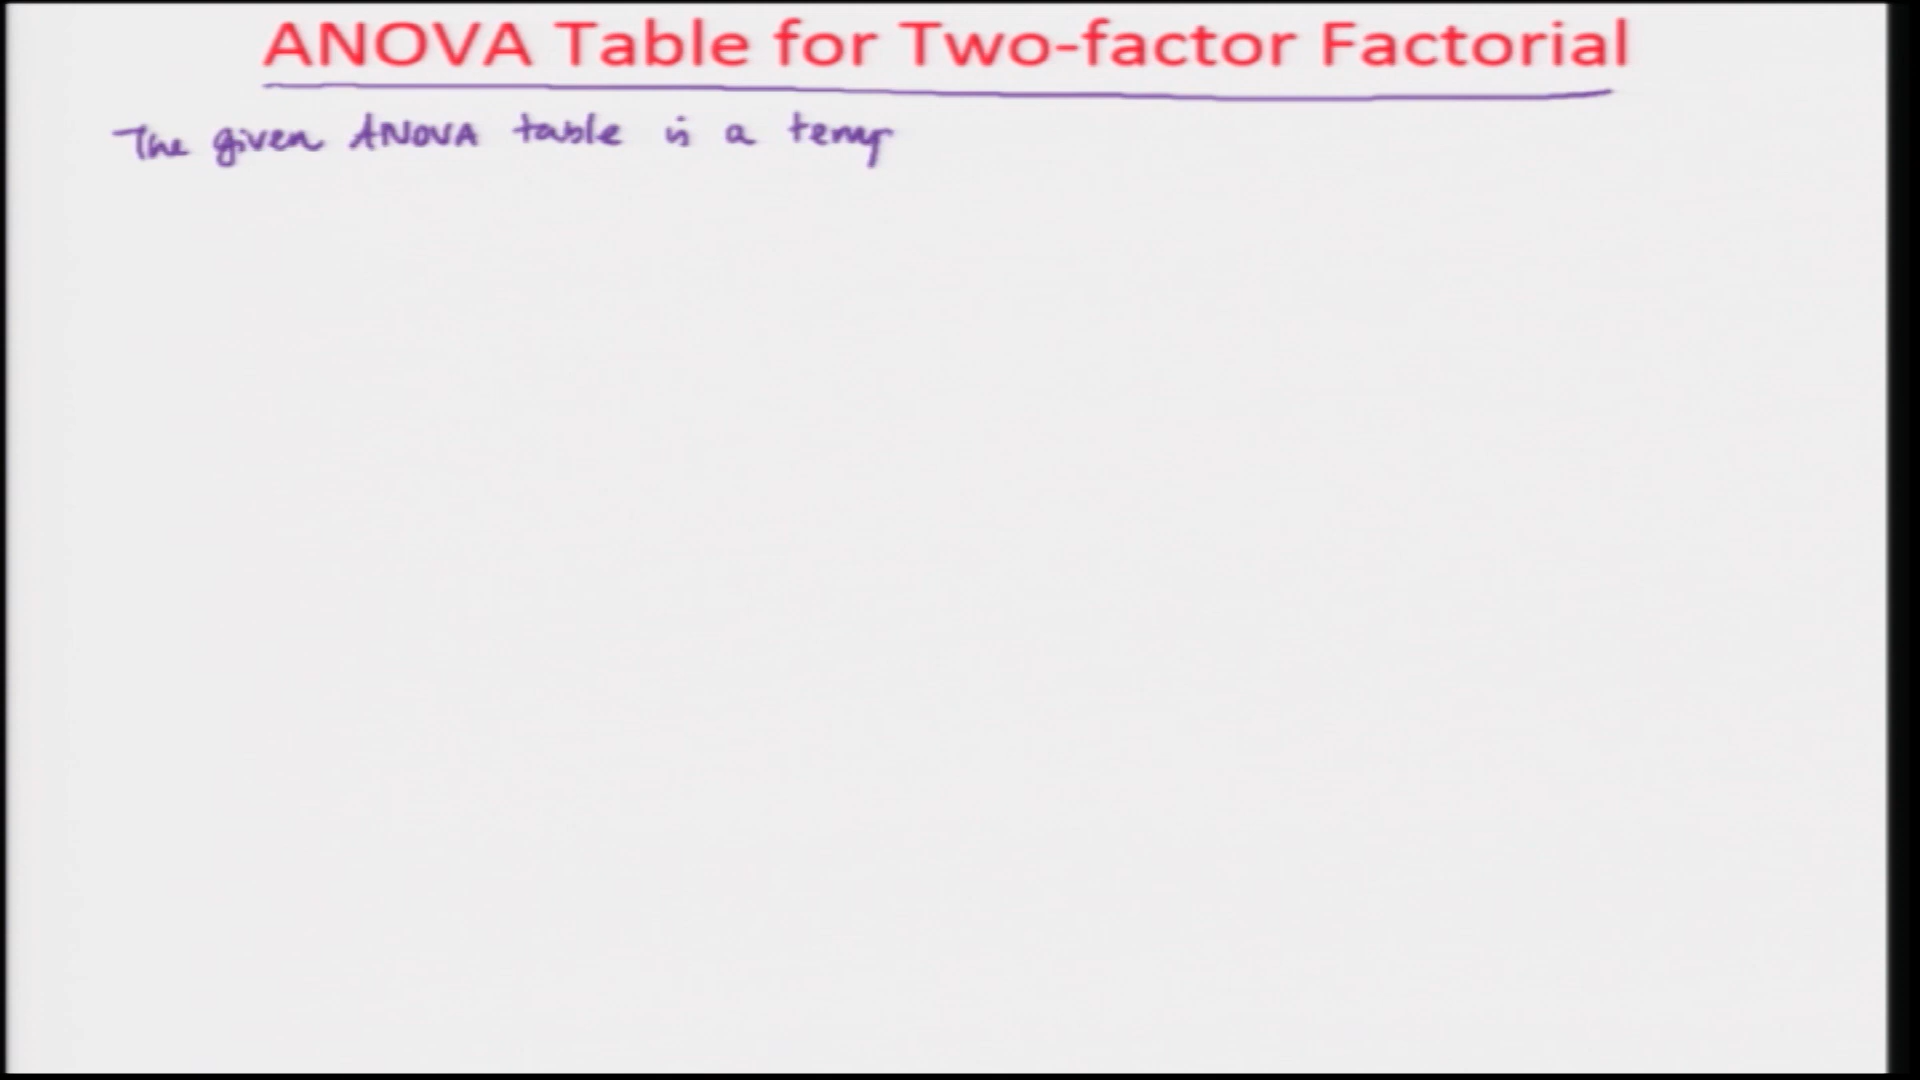 ANOVA Table for Two-factor Factorial
The given ANOVA table is a temp